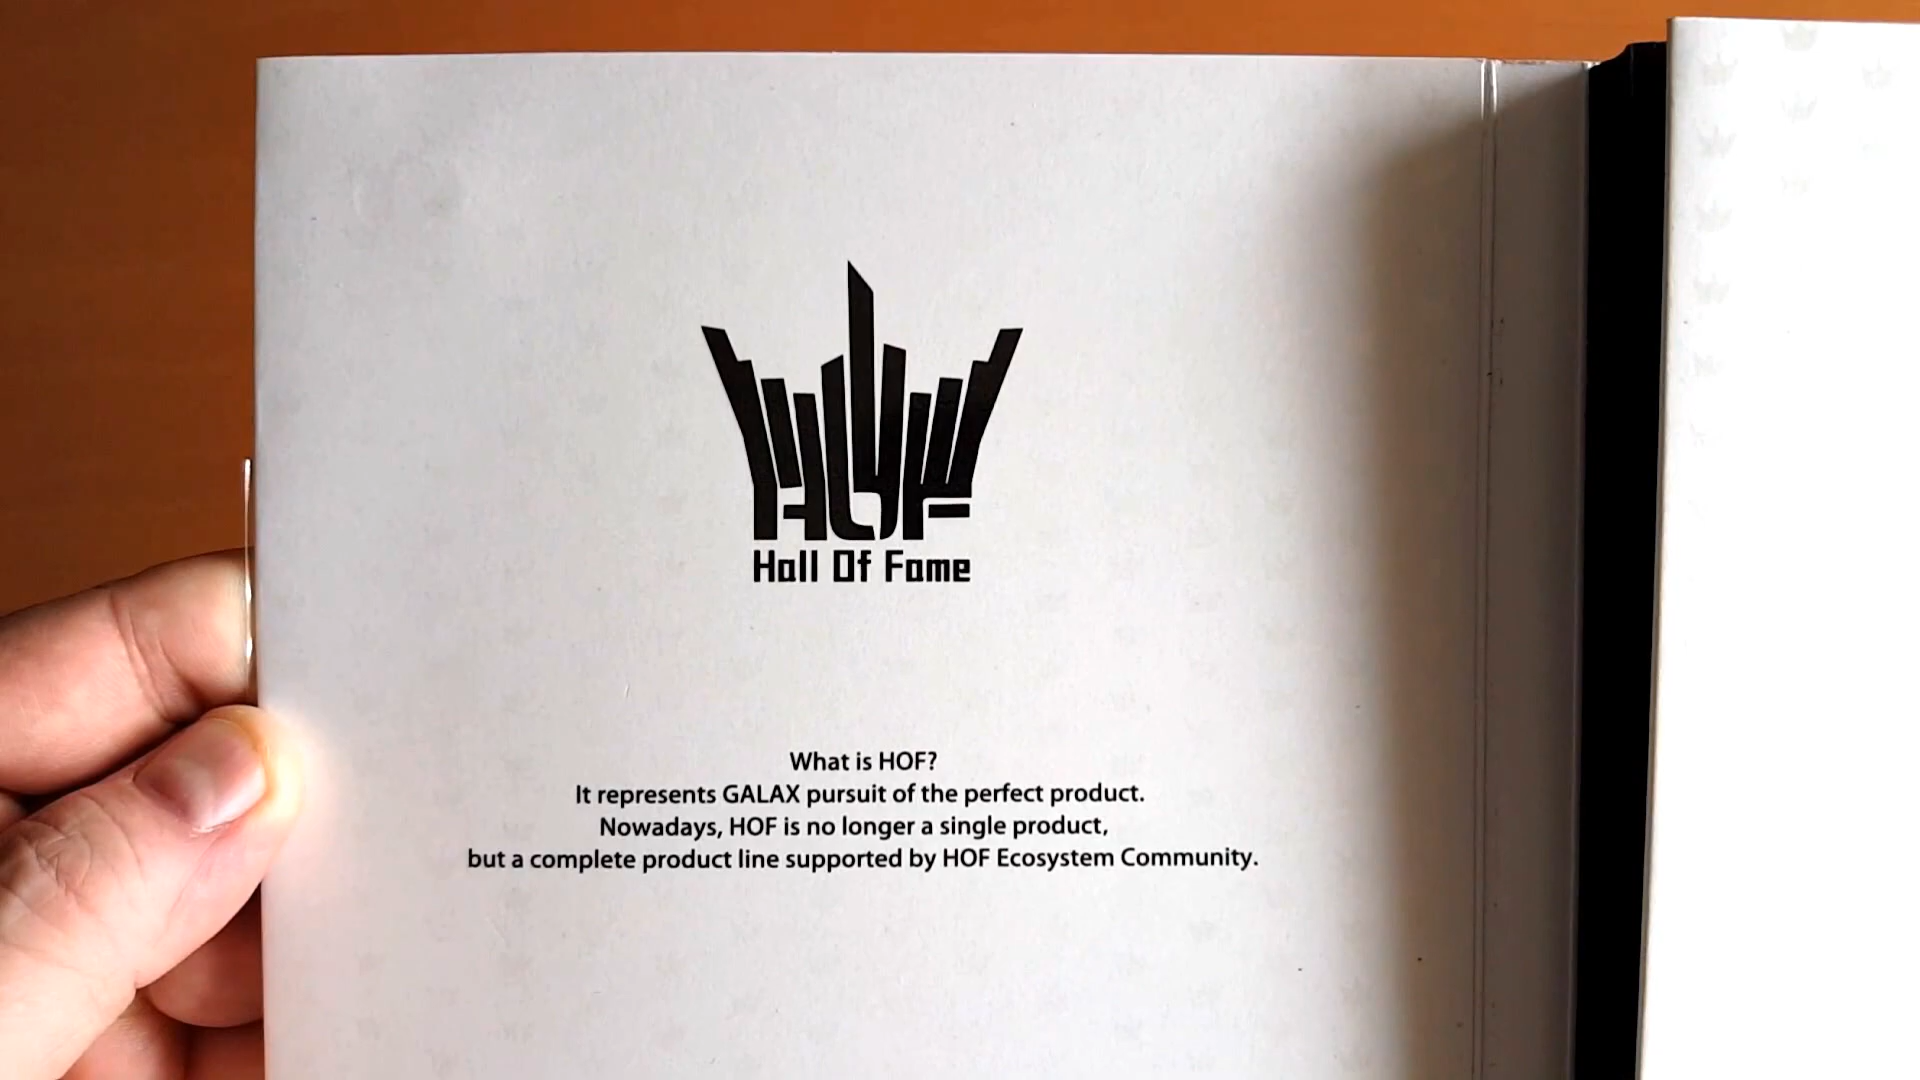 HOF
Hall Of Fame
What is HOF?
It represents GALAX pursuit of the perfect product.
Nowadays, HOF is no longer a single product,
but a complete product line supported by HOF Ecosystem Community.